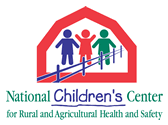 National Children's Center
for Rural and Agricultural Health and Safety